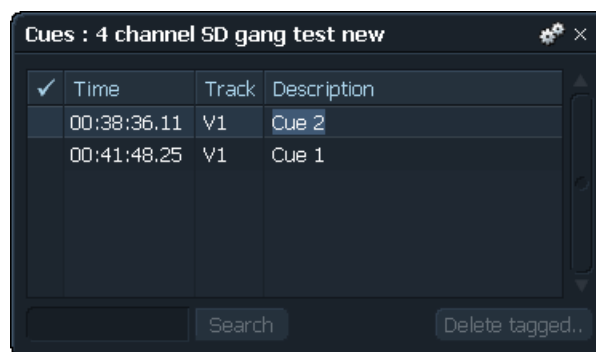 Cues : 4 channel SD gang test new
Time Track Description
00:38:36.11 V1 Cue 2
00:41:48.25 V1 Cue 1
Search Delete tagged..